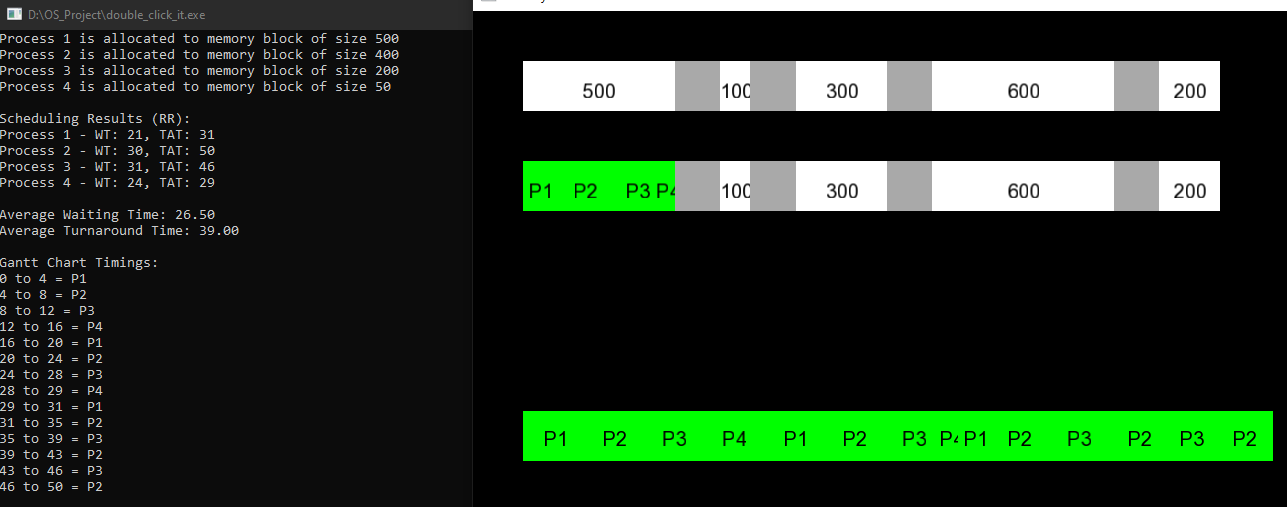 D:\OS_Project\double_click_it.exe
Process 1 is allocated to memory block of size 500
Process 2 is allocated to memory block of size 400
Process 3 is allocated to memory block of size 200
Process 4 is allocated to memory block of size 50
Scheduling Results (RR):
Process 1 - WT: 21, TAT: 31
Process 2 - WT: 30, TAT: 50
Process 3 - WT: 31, TAT: 46
Process 4 - WT: 24, TAT: 29
Average Waiting Time: 26.50
Average Turnaround Time: 39.00
Gantt Chart Timings:
0 to 4 = P1
4 to 8 = P2
8 to 12 = P3
12 to 16 = P4
16 to 20 = P1
20 to 24 = P2
24 to 28 = P3
28 to 29 = P4
29 to 31 = P1
31 to 35 = P2
35 to 39 = P3
39 to 43 = P2
43 to 46 = P3
46 to 50 = P2
500 100 300 600 200
P1 P2 P3 P4 100 300 600 200
P1 P2 P3 P4 P1 P2 P3 P4 P1 P2 P3 P2 P3 P2